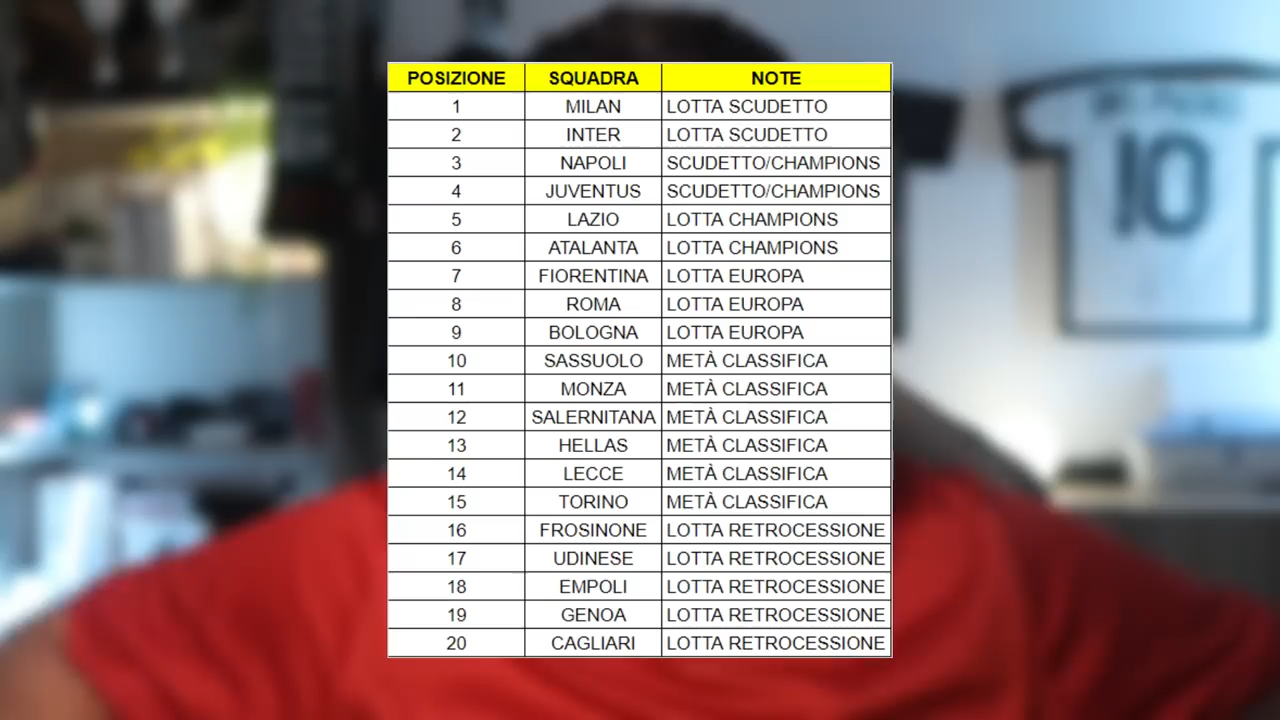 POSIZIONE SQUADRA NOTE
1 MILAN LOTTA SCUDETTO
2 INTER LOTTA SCUDETTO
3 NAPOLI SCUDETTO/CHAMPIONS
4 JUVENTUS SCUDETTO/CHAMPIONS
5 LAZIO LOTTA CHAMPIONS
6 ATALANTA LOTTA CHAMPIONS
7 FIORENTINA LOTTA EUROPA
8 ROMA LOTTA EUROPA
9 BOLOGNA LOTTA EUROPA
10 SASSUOLO METÀ CLASSIFICA
11 MONZA METÀ CLASSIFICA
12 SALERNITANA METÀ CLASSIFICA
13 HELLAS METÀ CLASSIFICA
14 LECCE METÀ CLASSIFICA
15 TORINO METÀ CLASSIFICA
16 FROSINONE LOTTA RETROCESSIONE
17 UDINESE LOTTA RETROCESSIONE
18 EMPOLI LOTTA RETROCESSIONE
19 GENOA LOTTA RETROCESSIONE
20 CAGLIARI LOTTA RETROCESSIONE
10